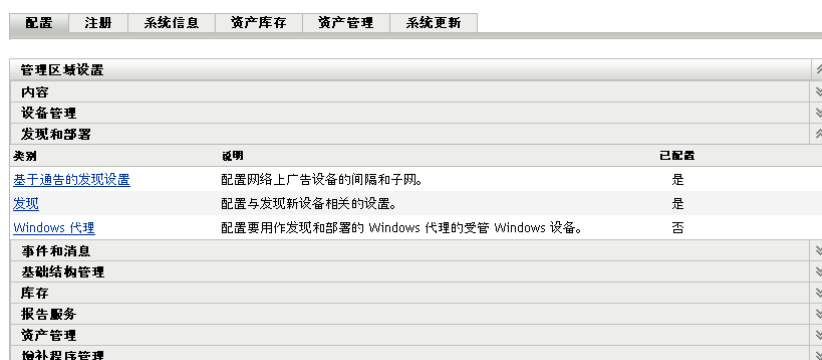 配置 注册 系统信息 资产库存 资产管理 系统更新
管理区域设置
内容
设备管理
发现和部署
类别 说明 已配置
基于通告的发现设置 配置网络上广告设备的间隔和子网。 是
发现 配置与发现新设备相关的设置。 是
Windows 代理 配置要用作发现和部署的 Windows 代理的受管 Windows 设备。 否
事件和消息
基础结构管理
库存
报告服务
资产管理
增补程序管理